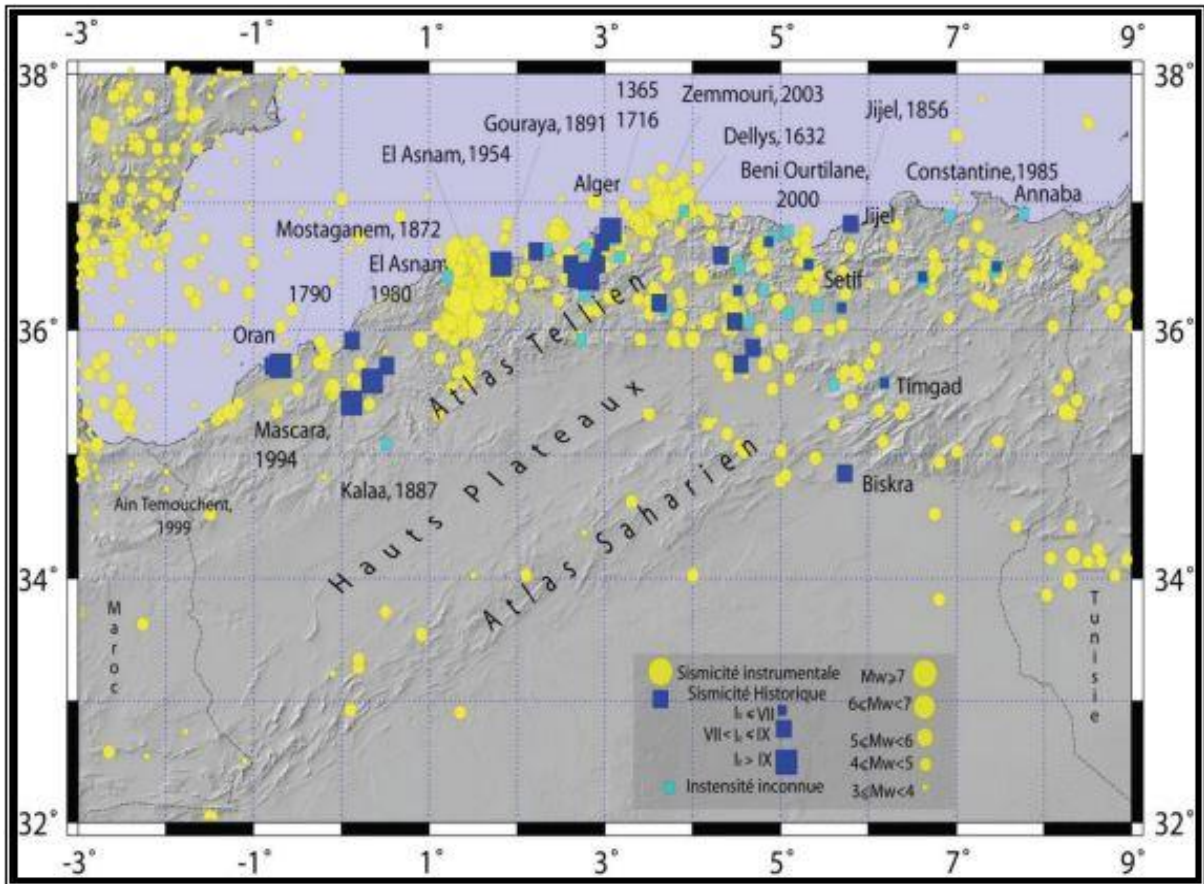 -3° -1° 1° 3° 5° 7° 9°
38° 38°
1365
1716
Zemmouri, 2003
Jijel, 1856
Gouraya, 1891
Dellys, 1632
El Asnam, 1954
Beni Ourtilane,
2000
Constantine,1985
Alger
Annaba
Mostaganem, 1872
Jijel
El Asnam
1980
Setif
1790
36° 36°
Oran
Atlas Tellien
Timgad
Mascara,
1994
Hauts Plateaux
Kalaa, 1887
Biskra
Ain Temouchent,
1999
Atlas Saharien
34° 34°
Maroc
Tunisie
Sismicité instrumentale
Sismicité Historique
I₀ ⩽ VII
VII < I₀ ⩽ IX
I₀ > IX
Instensité inconnue
Mw⩾7
6⩽Mw<7
5⩽Mw<6
4⩽Mw<5
3⩽Mw<4
32° 32°
-3 -1° 1° 3° 5° 7° 9°